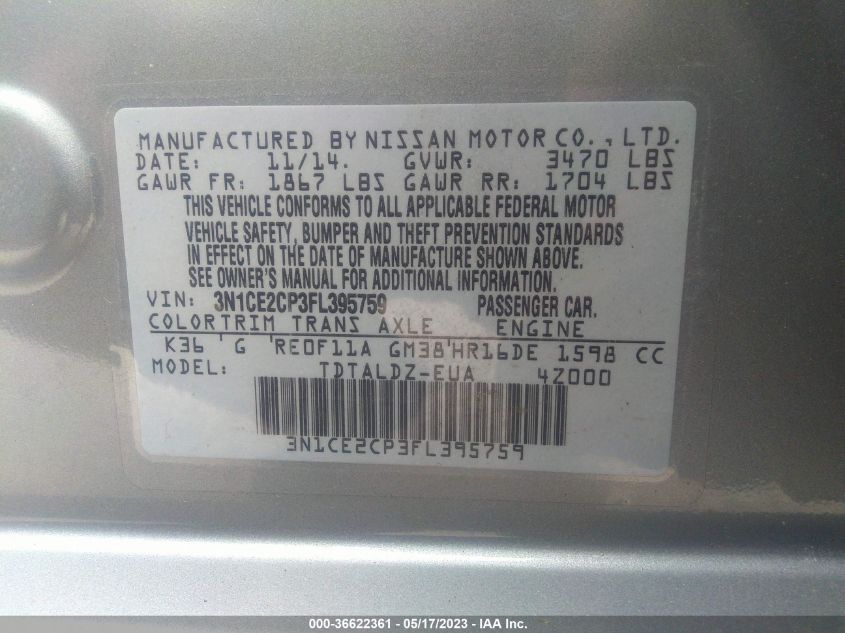 MANUFACTURED BY NISSAN MOTOR CO., LTD.
DATE: 11/14. GVWR: 3470 LBS
GAWR FR: 1867 LBS GAWR RR: 1704 LBS
THIS VEHICLE CONFORMS TO ALL APPLICABLE FEDERAL MOTOR
VEHICLE SAFETY, BUMPER AND THEFT PREVENTION STANDARDS
IN EFFECT ON THE DATE OF MANUFACTURE SHOWN ABOVE.
SEE OWNER'S MANUAL FOR ADDITIONAL INFORMATION.
VIN: 3N1CE2CP3FL395759 PASSENGER CAR.
COLORTRIM TRANS AXLE ENGINE
K36 ' G 'RE0F11A GM38'HR16DE 1598 CC
MODEL: TDTALDZ-EUA 4Z000
3N1CE2CP3FL395759
000-36622361 - 05/17/2023 - IAA Inc.